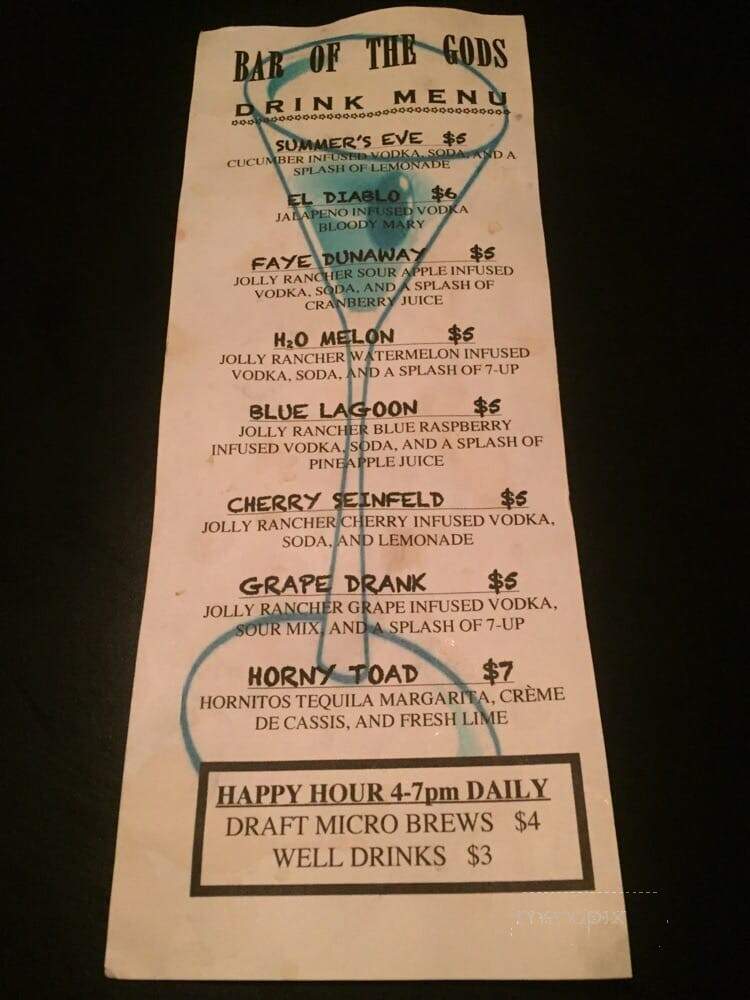 BAR OF THE GODS
DRINK MENU
SUMMER'S EVE $5
CUCUMBER INFUSED VODKA, SODA, AND A
SPLASH OF LEMONADE
EL DIABLO $6
JALAPENO INFUSED VODKA
BLOODY MARY
FAYE DUNAWAY $5
JOLLY RANCHER SOUR APPLE INFUSED
VODKA, SODA, AND A SPLASH OF
CRANBERRY JUICE
H₂O MELON $5
JOLLY RANCHER WATERMELON INFUSED
VODKA, SODA, AND A SPLASH OF 7-UP
BLUE LAGOON $5
JOLLY RANCHER BLUE RASPBERRY
INFUSED VODKA, SODA, AND A SPLASH OF
PINEAPPLE JUICE
CHERRY SEINFELD $5
JOLLY RANCHER CHERRY INFUSED VODKA,
SODA, AND LEMONADE
GRAPE DRANK $5
JOLLY RANCHER GRAPE INFUSED VODKA,
SOUR MIX, AND A SPLASH OF 7-UP
HORNY TOAD $7
HORNITOS TEQUILA MARGARITA, CRÈME
DE CASSIS, AND FRESH LIME
HAPPY HOUR 4-7pm DAILY
DRAFT MICRO BREWS $4
WELL DRINKS $3
menupix